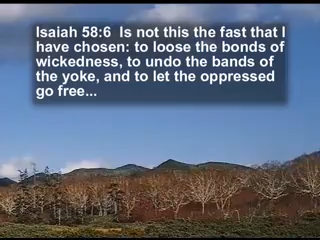 Isaiah 58:6  Is not this the fast that I
have chosen: to loose the bonds of
wickedness, to undo the bands of
the yoke, and to let the oppressed
go free...